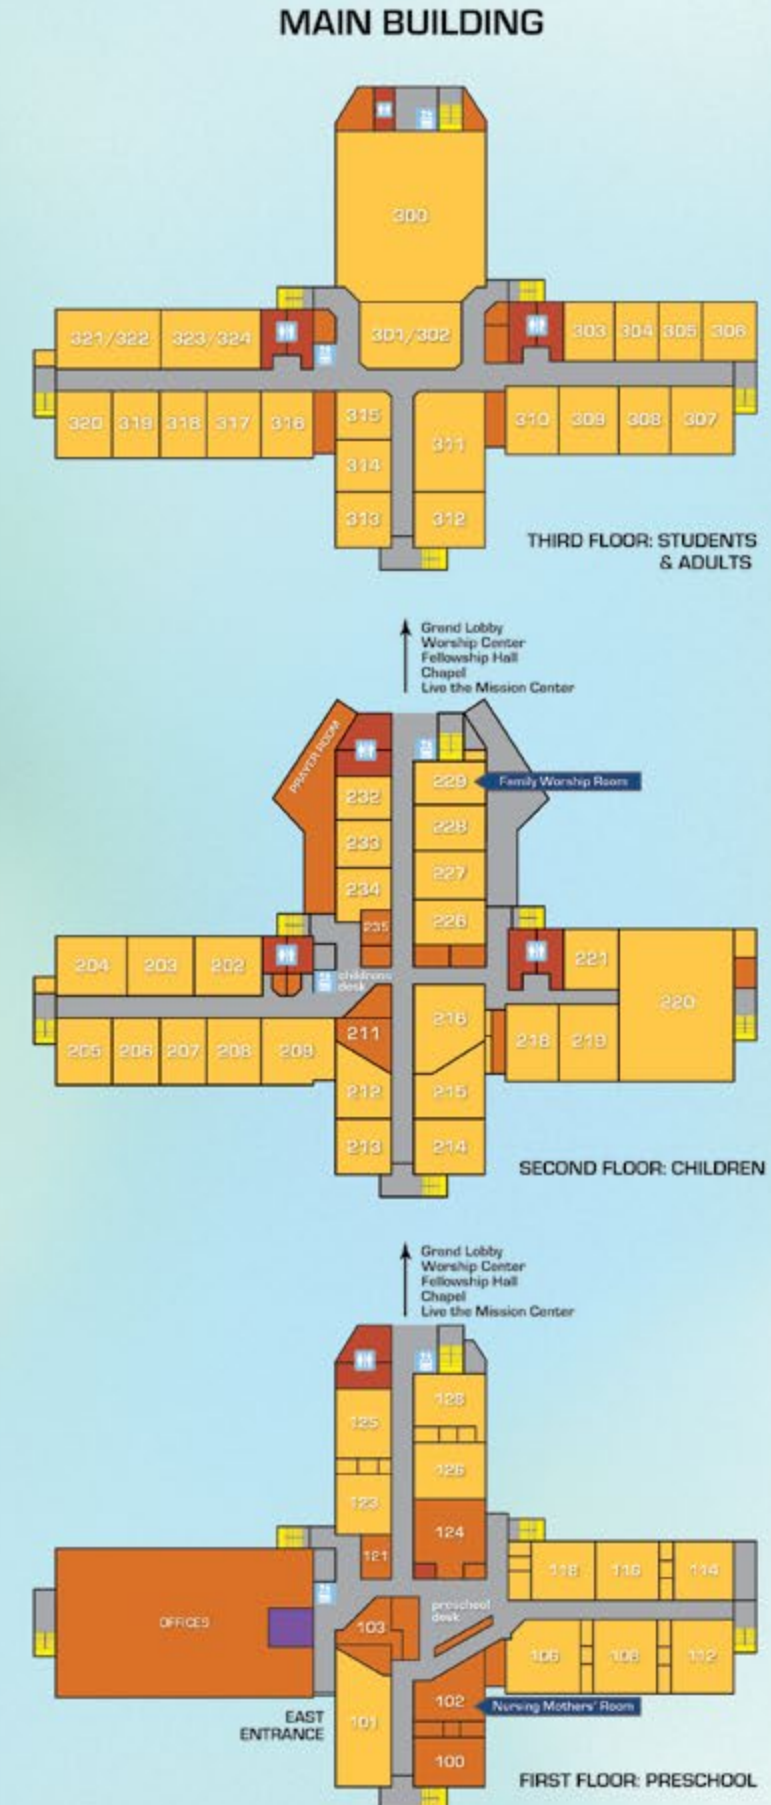 MAIN BUILDING
300
301/302
321/322 323/324
303 304 305 306
320 319 318 317 316
315
314
313
311
312
310 309 308 307
THIRD FLOOR: STUDENTS
& ADULTS
Grand Lobby
Worship Center
Fellowship Hall
Chapel
Live the Mission Center
PRAYER ROOM
232
233
234
235
229
Family Worship Room
228
227
226
204 203 202
childrens
desk
221
220
205 206 207 208 209
211
212
213
216
215
214
218 219
SECOND FLOOR: CHILDREN
Grand Lobby
Worship Center
Fellowship Hall
Chapel
Live the Mission Center
125
123
121
128
126
124
118 116 114
OFFICES
103
preschool
desk
106 108 112
101
102
Nursing Mothers' Room
100
EAST
ENTRANCE
FIRST FLOOR: PRESCHOOL